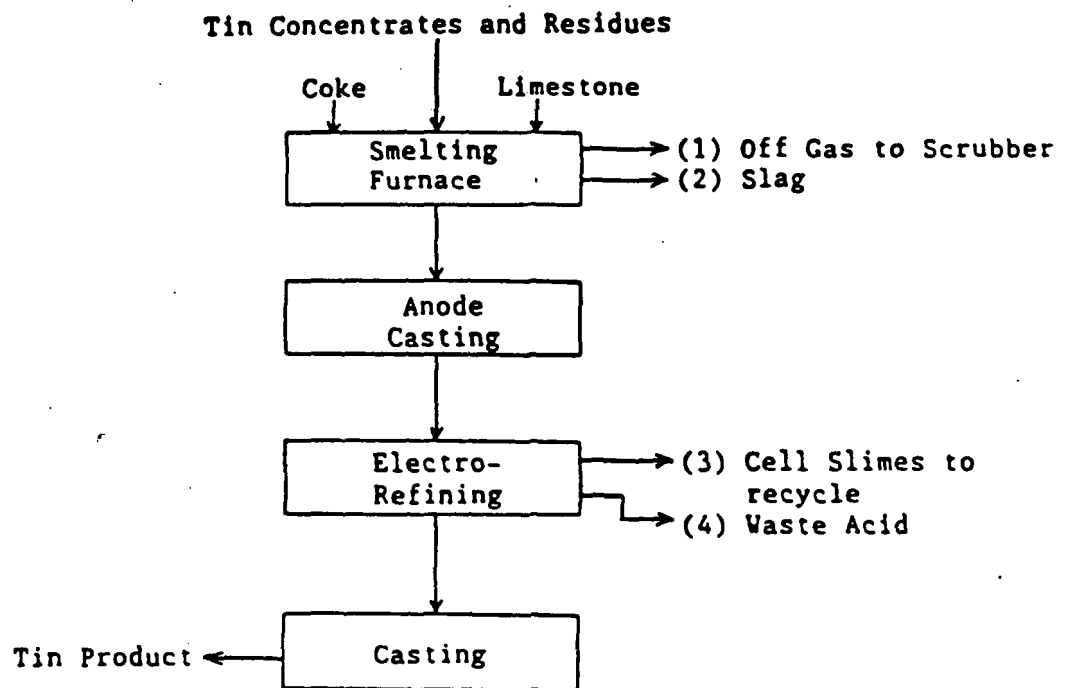 Tin Concentrates and Residues
Coke
Limestone
Smelting
Furnace
(1) Off Gas to Scrubber
(2) Slag
Anode
Casting
Electro-
Refining
(3) Cell Slimes to
recycle
(4) Waste Acid
Casting
Tin Product